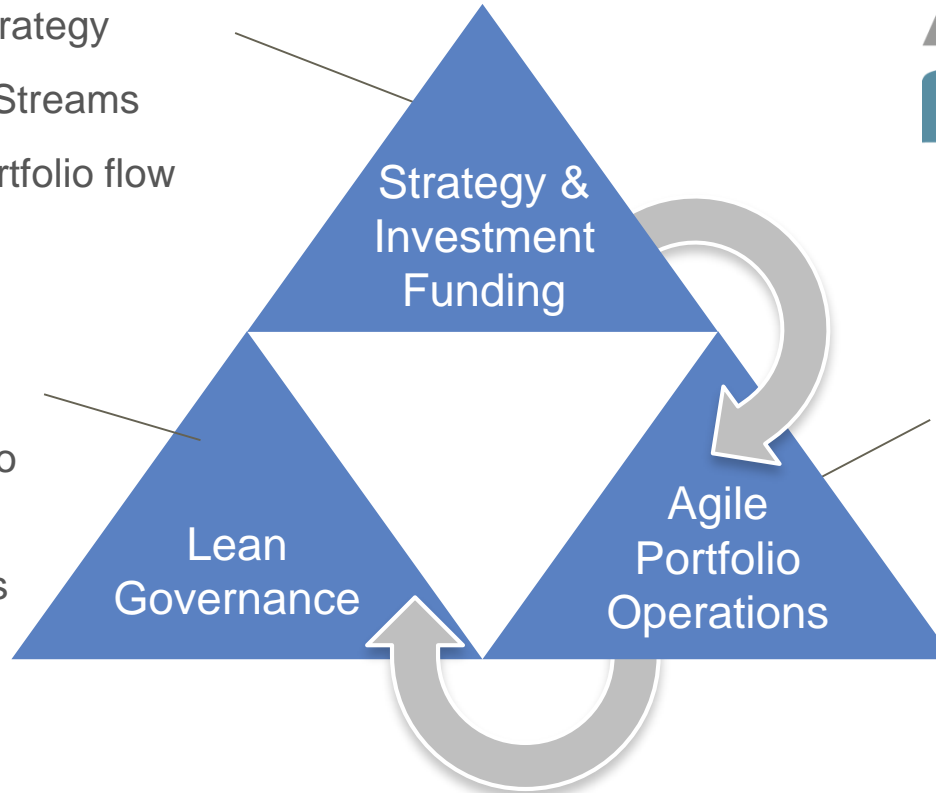 rategy
Streams
rtfolio flow
Strategy &
Investment
Funding
o
s
Lean
Governance
Agile
Portfolio
Operations